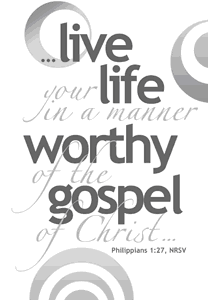 ...live
your life
in a manner
worthy
of the
gospel
of Christ...
Philippians 1:27, NRSV